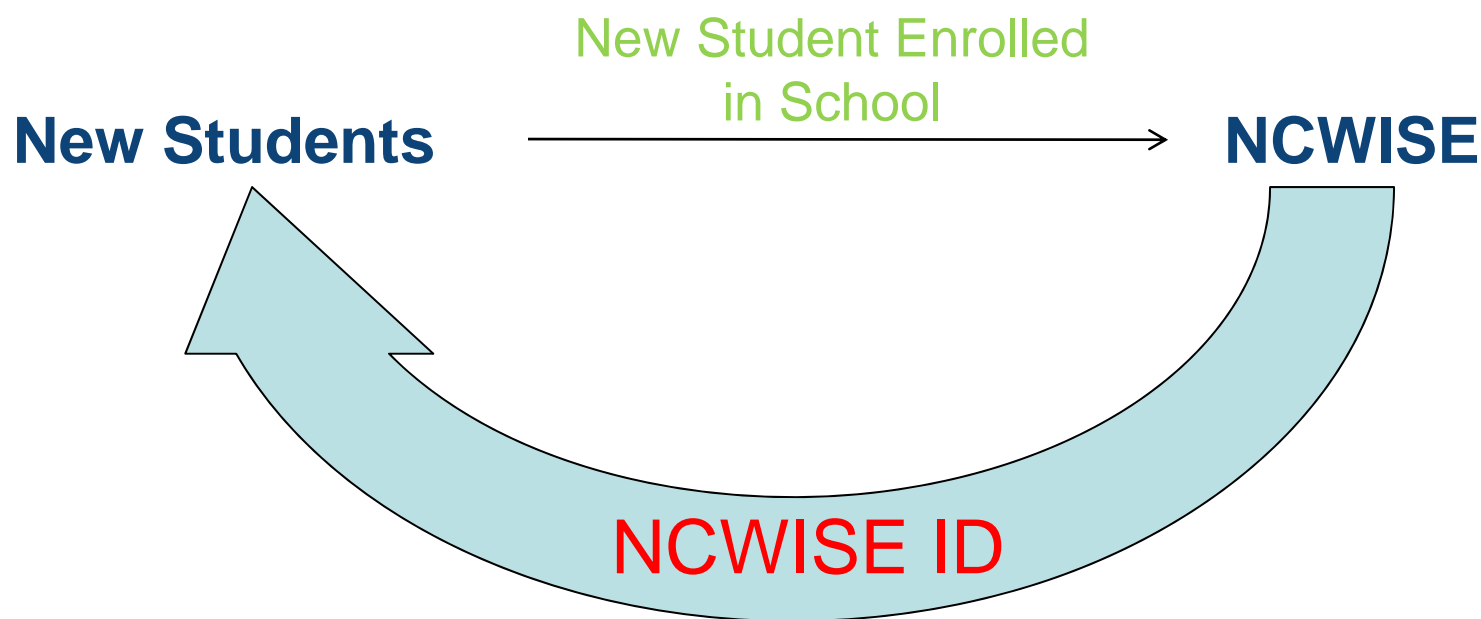 New Student Enrolled
in School
New Students
NCWISE
NCWISE ID